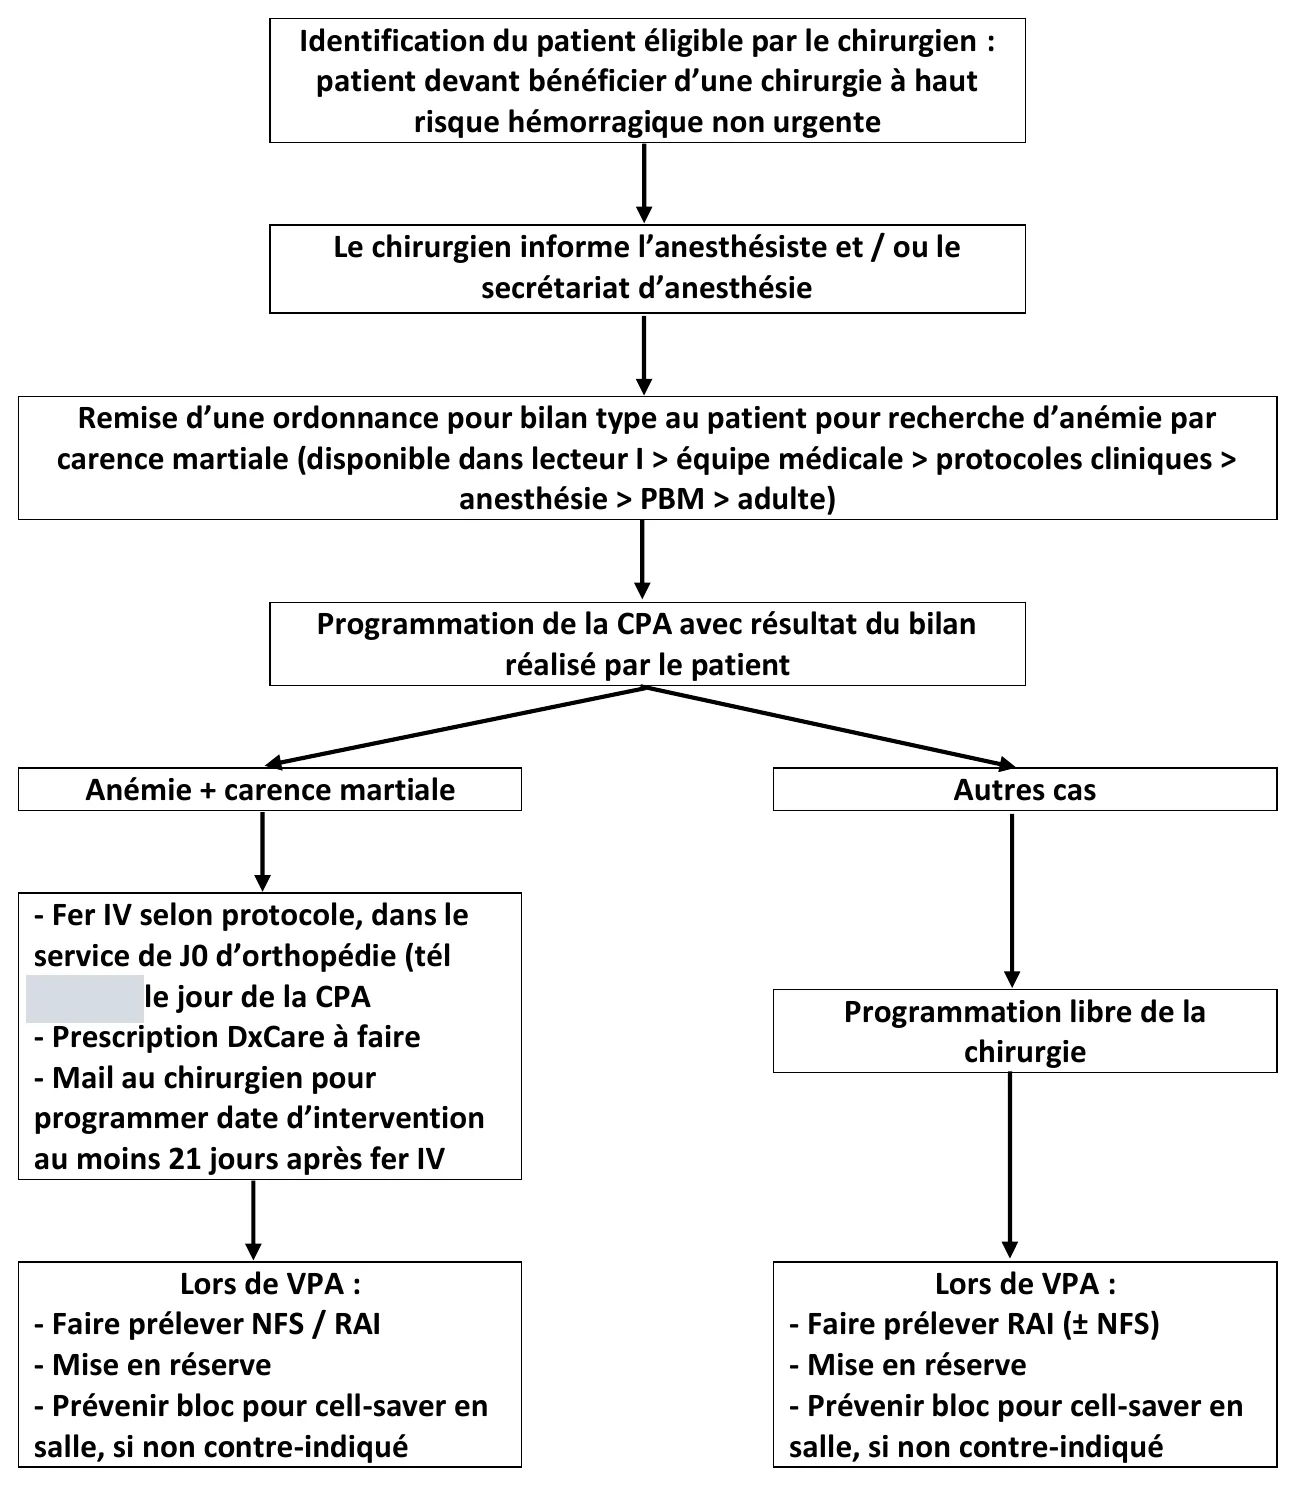 Identification du patient éligible par le chirurgien :
patient devant bénéficier d’une chirurgie à haut
risque hémorragique non urgente
Le chirurgien informe l’anesthésiste et / ou le
secrétariat d’anesthésie
Remise d’une ordonnance pour bilan type au patient pour recherche d’anémie par
carence martiale (disponible dans lecteur I > équipe médicale > protocoles cliniques >
anesthésie > PBM > adulte)
Programmation de la CPA avec résultat du bilan
réalisé par le patient
Anémie + carence martiale
- Fer IV selon protocole, dans le
service de J0 d’orthopédie (tél
le jour de la CPA
- Prescription DxCare à faire
- Mail au chirurgien pour
programmer date d’intervention
au moins 21 jours après fer IV
Lors de VPA :
- Faire prélever NFS / RAI
- Mise en réserve
- Prévenir bloc pour cell-saver en
salle, si non contre-indiqué
Autres cas
Programmation libre de la
chirurgie
Lors de VPA :
- Faire prélever RAI (± NFS)
- Mise en réserve
- Prévenir bloc pour cell-saver en
salle, si non contre-indiqué